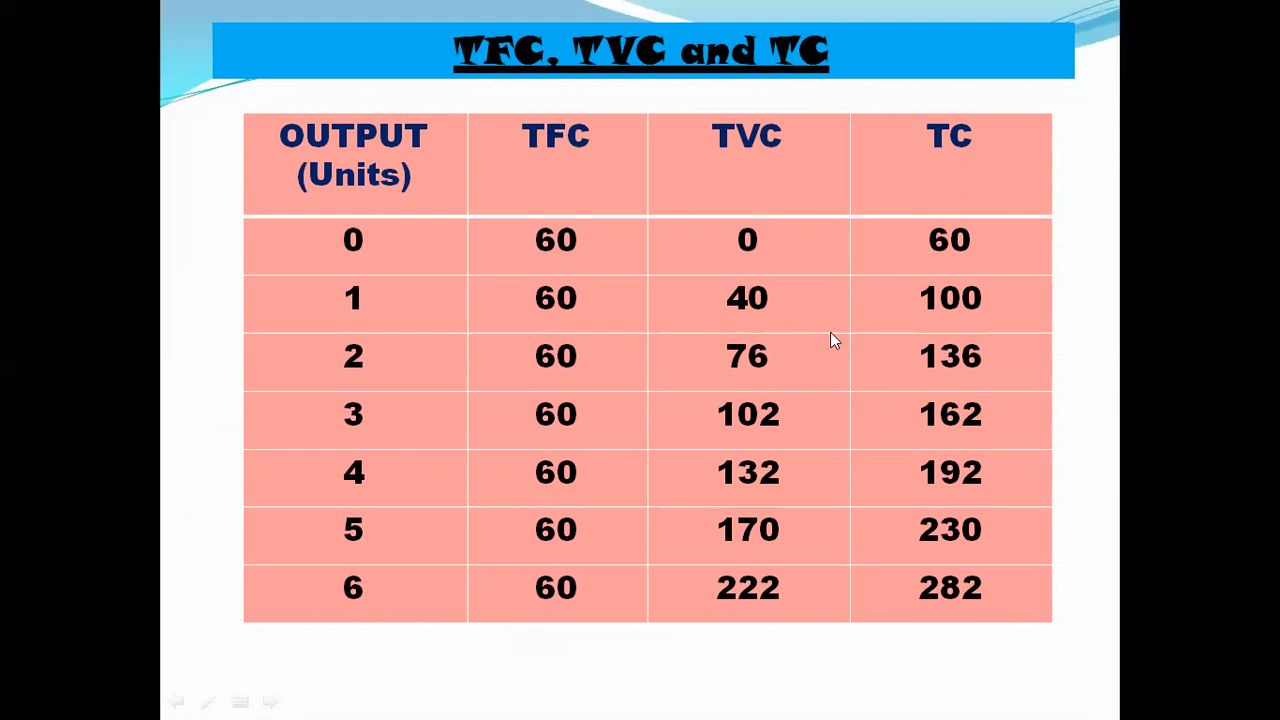 TFC, TVC and TC
OUTPUT (Units) TFC TVC TC
0 60 0 60
1 60 40 100
2 60 76 136
3 60 102 162
4 60 132 192
5 60 170 230
6 60 222 282